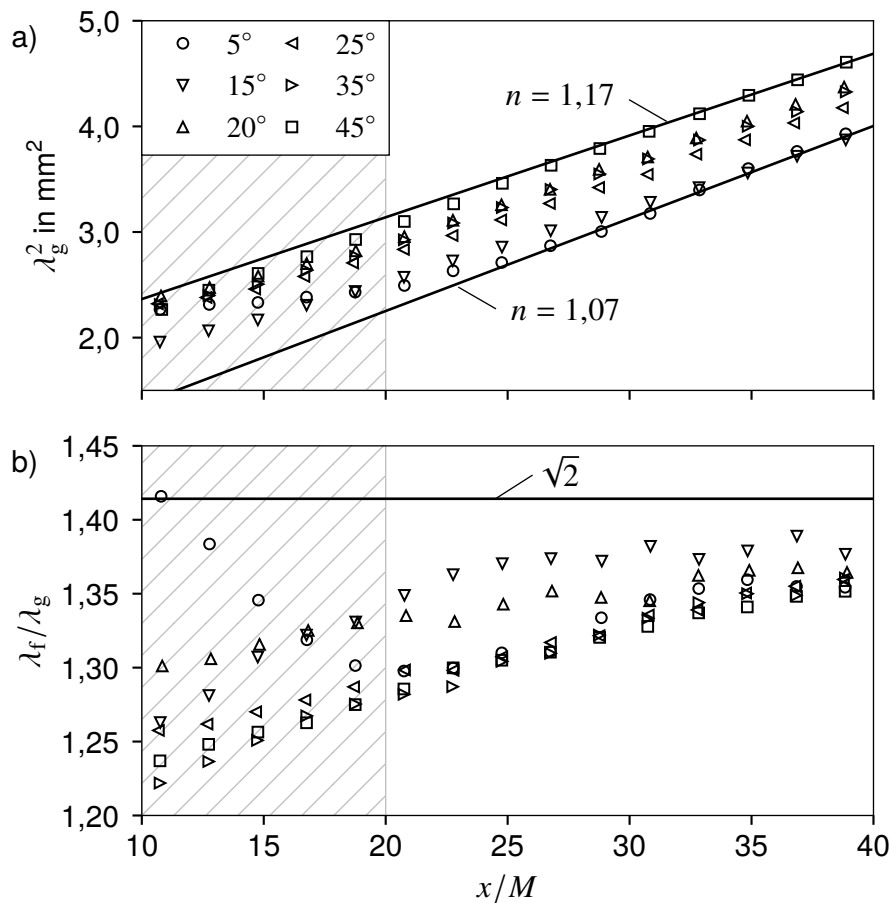 a)
5,0
4,0
3,0
2,0
λ_g^2 in mm^2
5° 25°
15° 35°
20° 45°
n = 1,17
n = 1,07
b)
1,45
1,40
1,35
1,30
1,25
1,20
λ_f/λ_g
√2
10 15 20 25 30 35 40
x/M